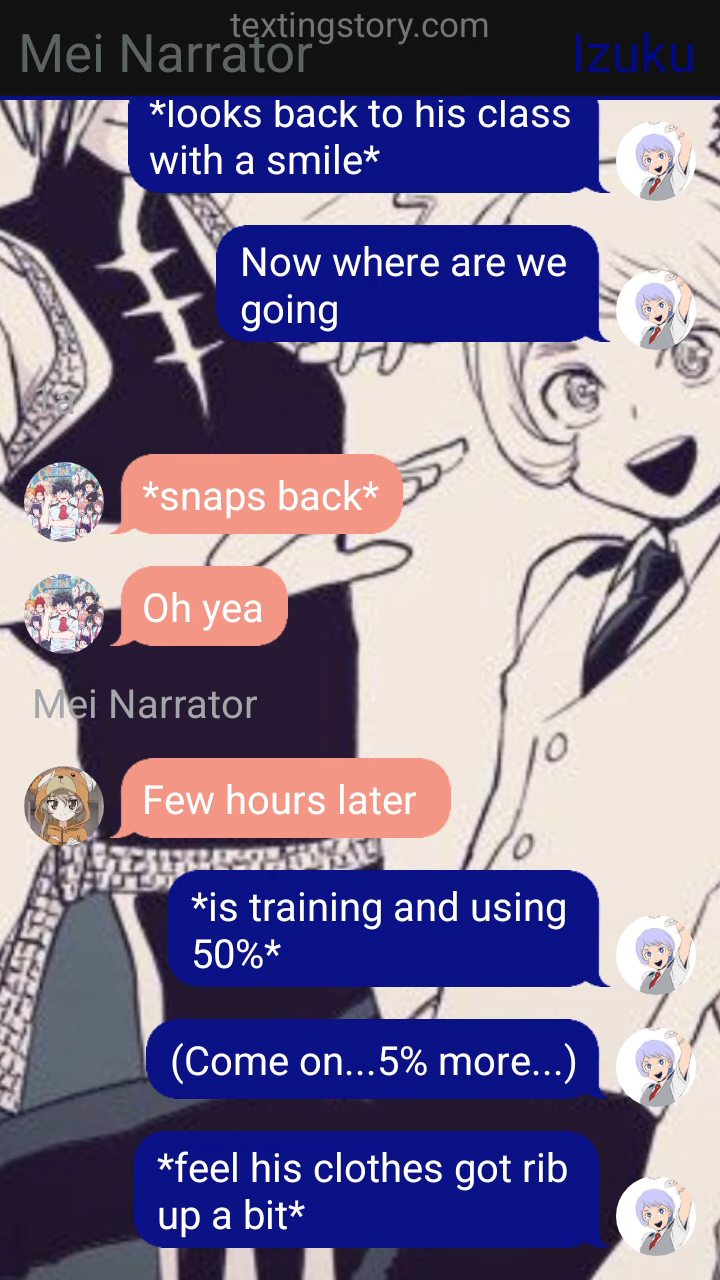 textingstory.com
Mei Narrator
Izuku
*looks back to his class
with a smile*
Now where are we
going
*snaps back*
Oh yea
Mei Narrator
Few hours later
*is training and using
50%*
(Come on...5% more...)
*feel his clothes got rib
up a bit*